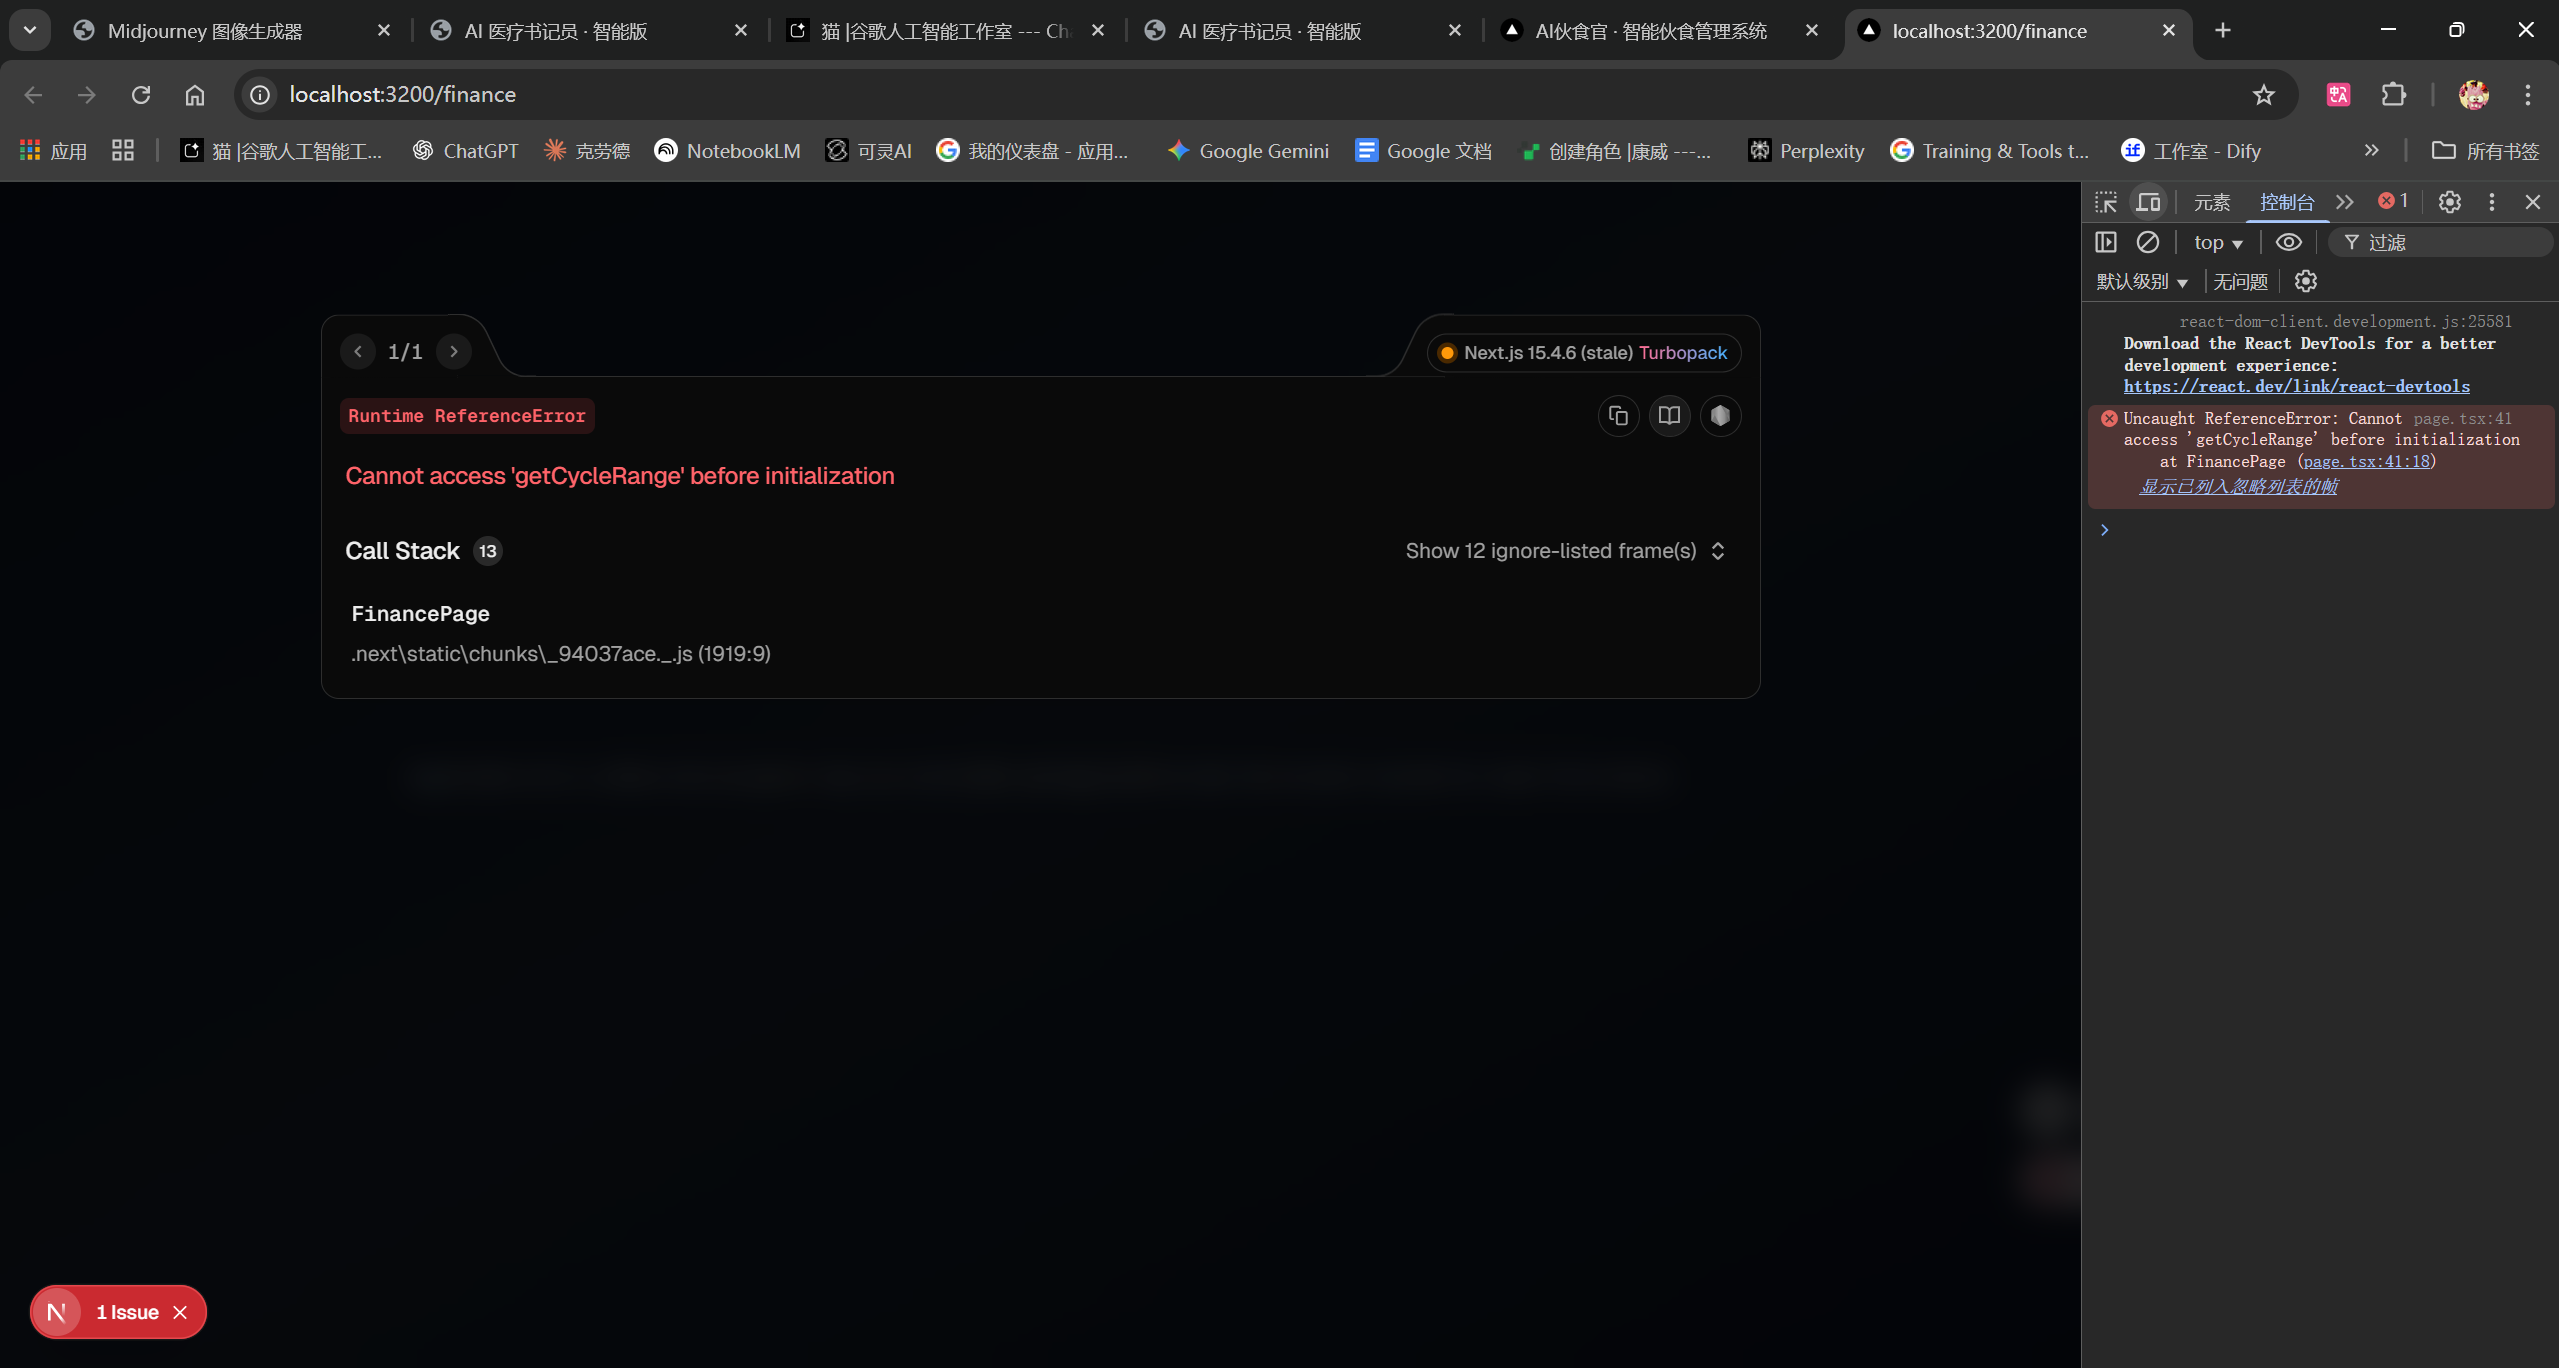 Midjourney 图像生成器
AI 医疗书记员 · 智能版
猫 |谷歌人工智能工作室 --- Ch
AI 医疗书记员 · 智能版
AI伙食官 · 智能伙食管理系统
localhost:3200/finance
localhost:3200/finance
应用
猫 |谷歌人工智能工...
ChatGPT
克劳德
NotebookLM
可灵AI
我的仪表盘 - 应用...
Google Gemini
Google 文档
创建角色 |康威 ---...
Perplexity
Training & Tools t...
工作室 - Dify
所有书签
元素
控制台
1
top
过滤
默认级别
无问题
1/1
Next.js 15.4.6 (stale) Turbopack
Runtime ReferenceError
Cannot access 'getCycleRange' before initialization
Call Stack 13
Show 12 ignore-listed frame(s)
FinancePage
.next\static\chunks\_94037ace._.js (1919:9)
react-dom-client.development.js:25581
Download the React DevTools for a better
development experience:
https://react.dev/link/react-devtools
Uncaught ReferenceError: Cannot page.tsx:41
access 'getCycleRange' before initialization
at FinancePage (page.tsx:41:18)
显示已列入忽略列表的帧
N 1 Issue